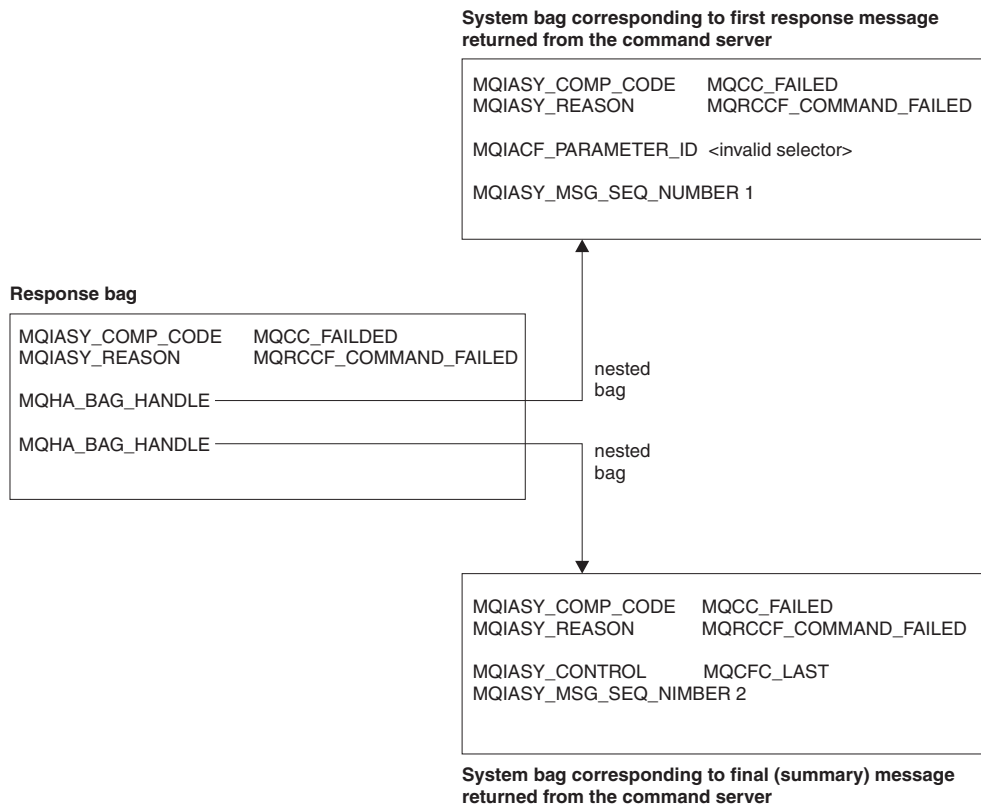 System bag corresponding to first response message
returned from the command server
MQIASY_COMP_CODE MQCC_FAILED
MQIASY_REASON MQRCCF_COMMAND_FAILED
MQIACF_PARAMETER_ID <invalid selector>
MQIASY_MSG_SEQ_NUMBER 1
Response bag
MQIASY_COMP_CODE MQCC_FAILDED
MQIASY_REASON MQRCCF_COMMAND_FAILED
MQHA_BAG_HANDLE
MQHA_BAG_HANDLE
nested
bag
nested
bag
MQIASY_COMP_CODE MQCC_FAILED
MQIASY_REASON MQRCCF_COMMAND_FAILED
MQIASY_CONTROL MQCFC_LAST
MQIASY_MSG_SEQ_NIMBER 2
System bag corresponding to final (summary) message
returned from the command server